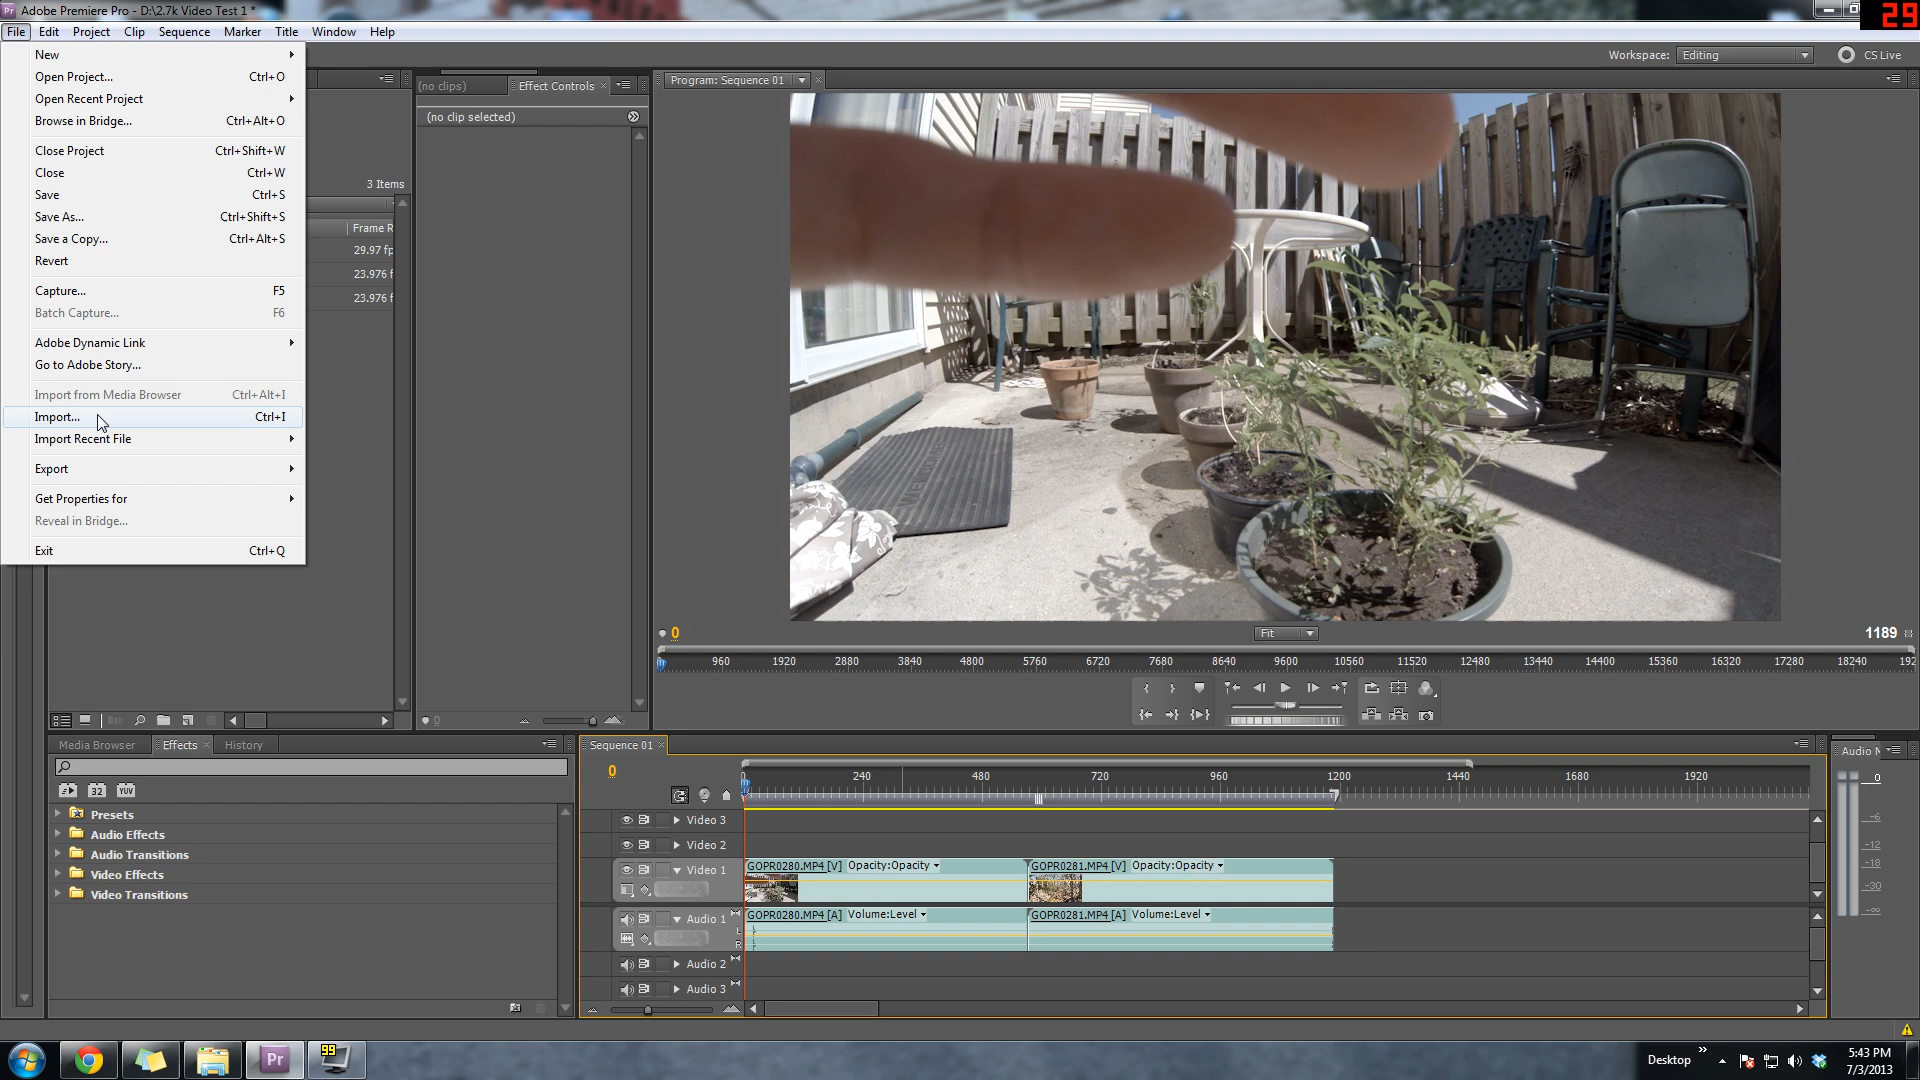 Adobe Premiere Pro - D:\2.7k Video Test 1 *
29
File Edit Project Clip Sequence Marker Title Window Help
Workspace: Editing CS Live
New
Open Project... Ctrl+O
Open Recent Project
Browse in Bridge... Ctrl+Alt+O
Close Project Ctrl+Shift+W
Close Ctrl+W
Save Ctrl+S
Save As... Ctrl+Shift+S
Save a Copy... Ctrl+Alt+S
Revert
Capture... F5
Batch Capture... F6
Adobe Dynamic Link
Go to Adobe Story...
Import from Media Browser Ctrl+Alt+I
Import... Ctrl+I
Import Recent File
Export
Get Properties for
Reveal in Bridge...
Exit Ctrl+Q
3 Items
Frame R
29.97 fp
23.976 f
23.976 f
(no clips) Effect Controls
(no clip selected)
0
Program: Sequence 01
0 Fit 1189
960 1920 2880 3840 4800 5760 6720 7680 8640 9600 10560 11520 12480 13440 14400 15360 16320 17280 18240 192
Media Browser Effects History
32 YUV
Presets
Audio Effects
Audio Transitions
Video Effects
Video Transitions
Sequence 01
0
0 240 480 720 960 1200 1440 1680 1920
Video 3
Video 2
Video 1
GOPR0280.MP4 [V] Opacity:Opacity GOPR0281.MP4 [V] Opacity:Opacity
Audio 1
GOPR0280.MP4 [A] Volume:Level GOPR0281.MP4 [A] Volume:Level
L
R
Audio 2
Audio 3
Audio
0
-6
-12
-18
-30
-∞
Pr
99
Desktop
5:43 PM
7/3/2013